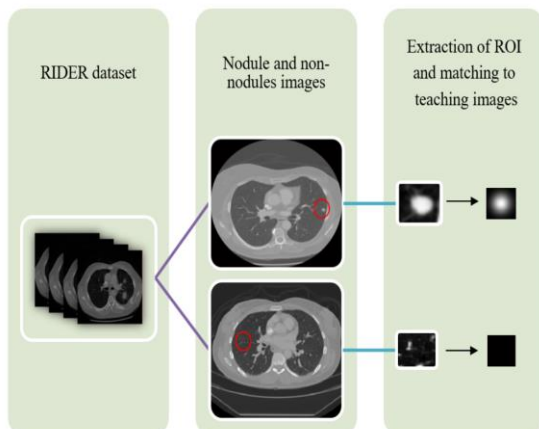 RIDER dataset
Nodule and non-
nodules images
Extraction of ROI
and matching to
teaching images